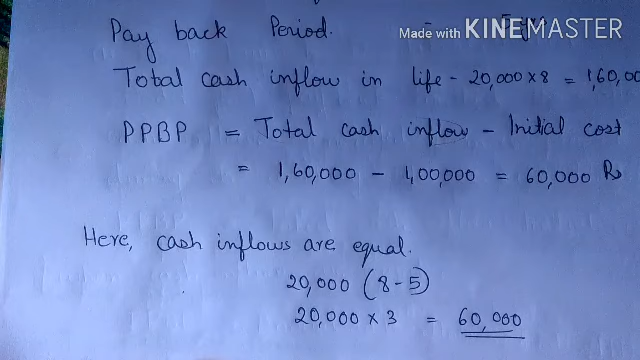 Pay back Period. -
Made with KINEMASTER
Total cash inflow in life - 20,000 x 8 = 1,60,00
PPBP = Total cash inflow - Initial cost
= 1,60,000 - 1,00,000 = 60,000 Rs
Here, cash inflows are equal.
20,000 (8-5)
20,000 x 3 = 60,000